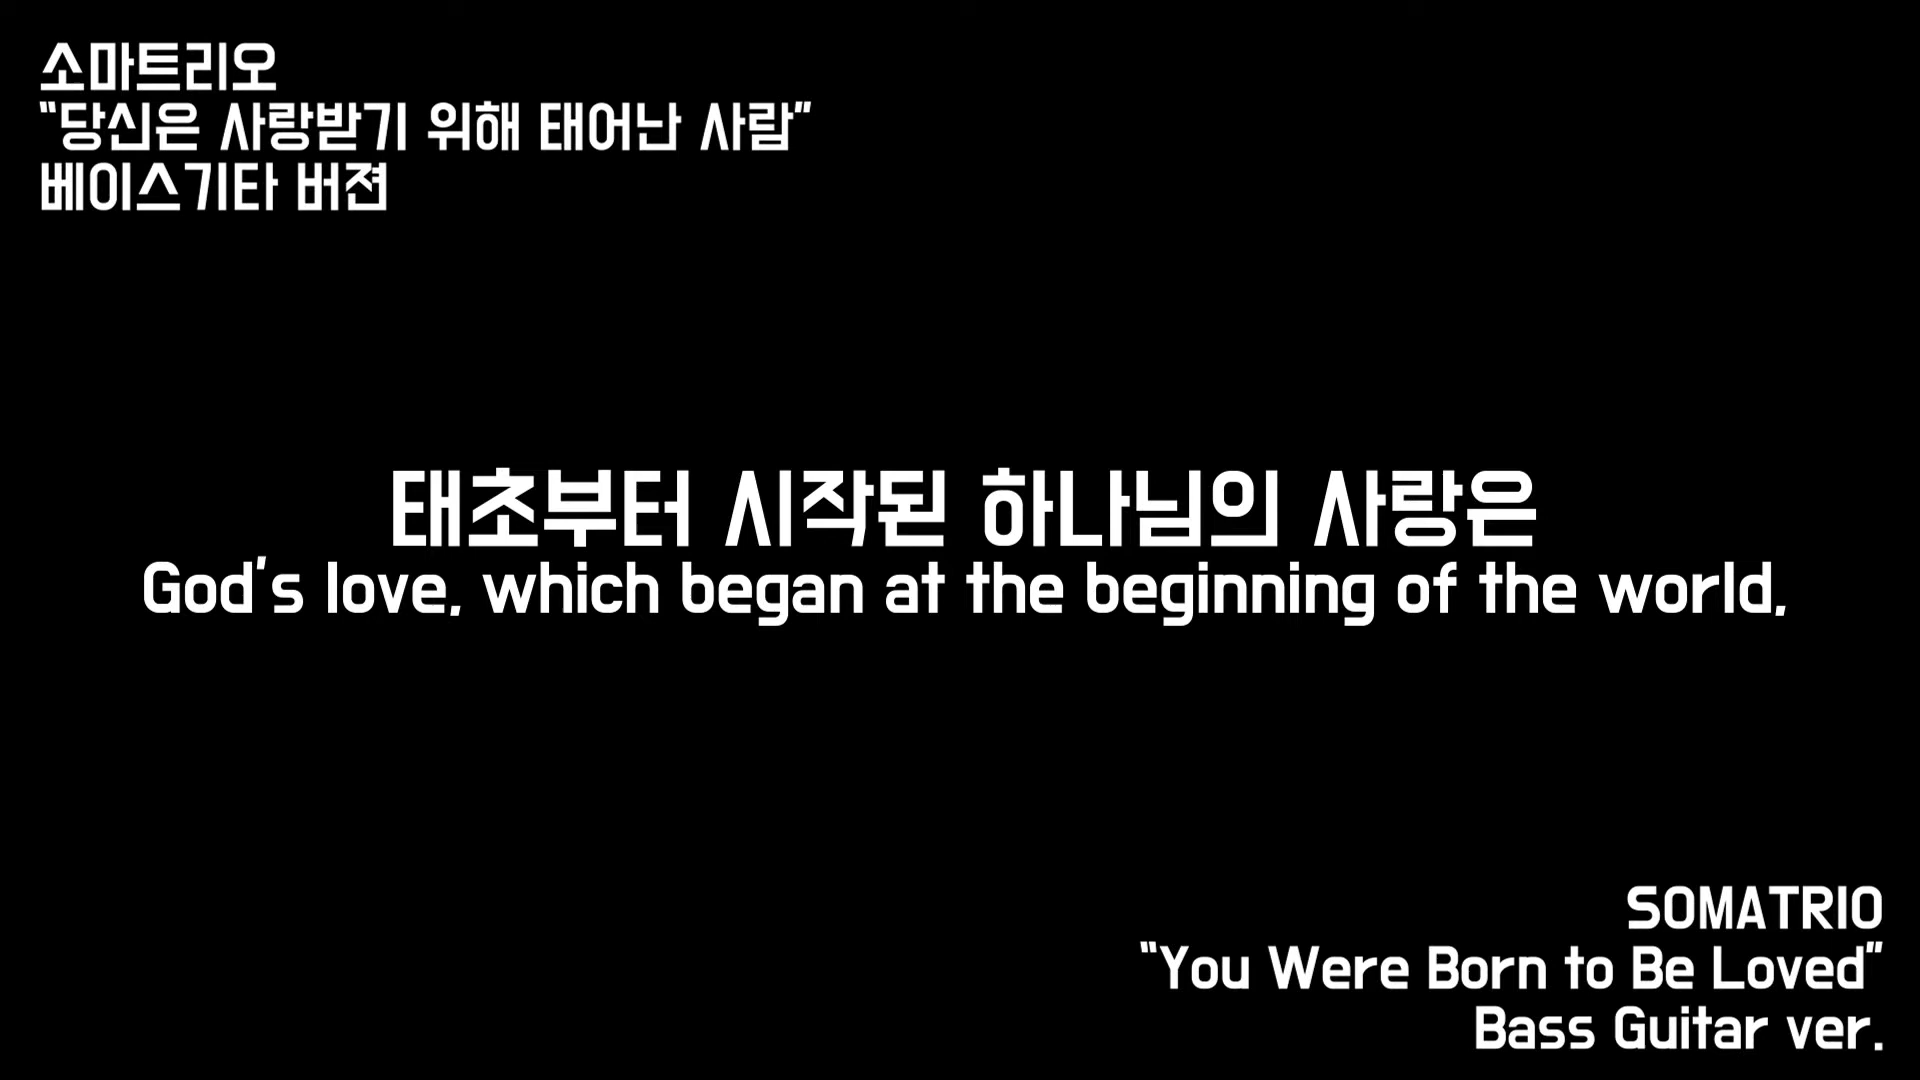 소마트리오
“당신은 사랑받기 위해 태어난 사람”
베이스기타 버젼
태초부터 시작된 하나님의 사랑은
God's love, which began at the beginning of the world,
SOMATRIO
“You Were Born to Be Loved”
Bass Guitar ver.